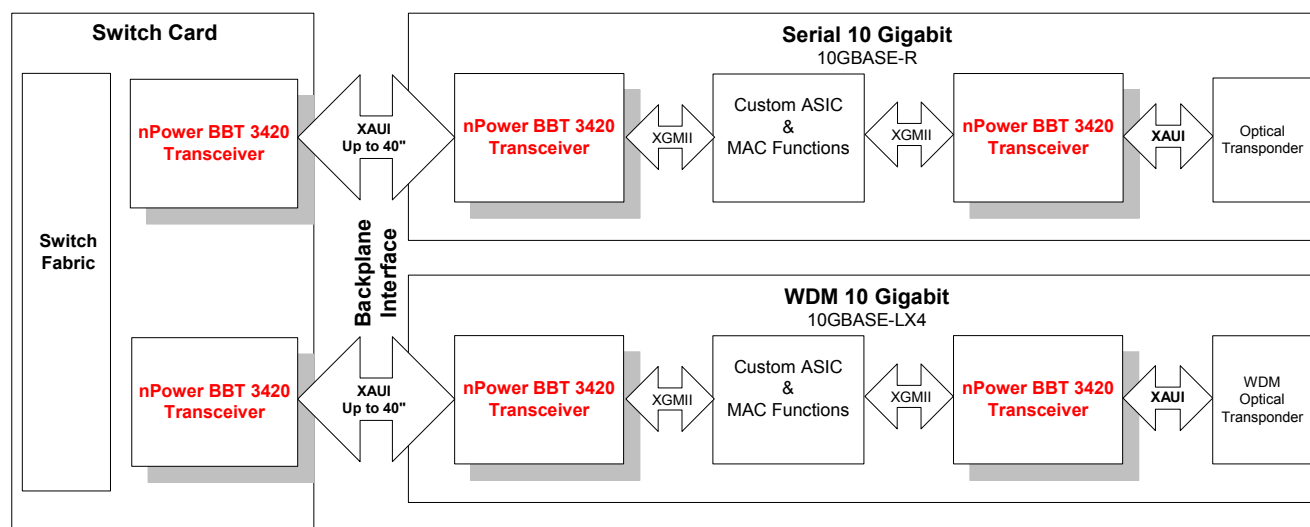 Switch Card
Switch
Fabric
nPower BBT 3420
Transceiver
nPower BBT 3420
Transceiver
XAUI
Up to 40"
Backplane
Interface
XAUI
Up to 40"
Serial 10 Gigabit
10GBASE-R
nPower BBT 3420
Transceiver
XGMII
Custom ASIC
&
MAC Functions
XGMII
nPower BBT 3420
Transceiver
XAUI
Optical
Transponder
WDM 10 Gigabit
10GBASE-LX4
nPower BBT 3420
Transceiver
XGMII
Custom ASIC
&
MAC Functions
XGMII
nPower BBT 3420
Transceiver
XAUI
WDM
Optical
Transponder